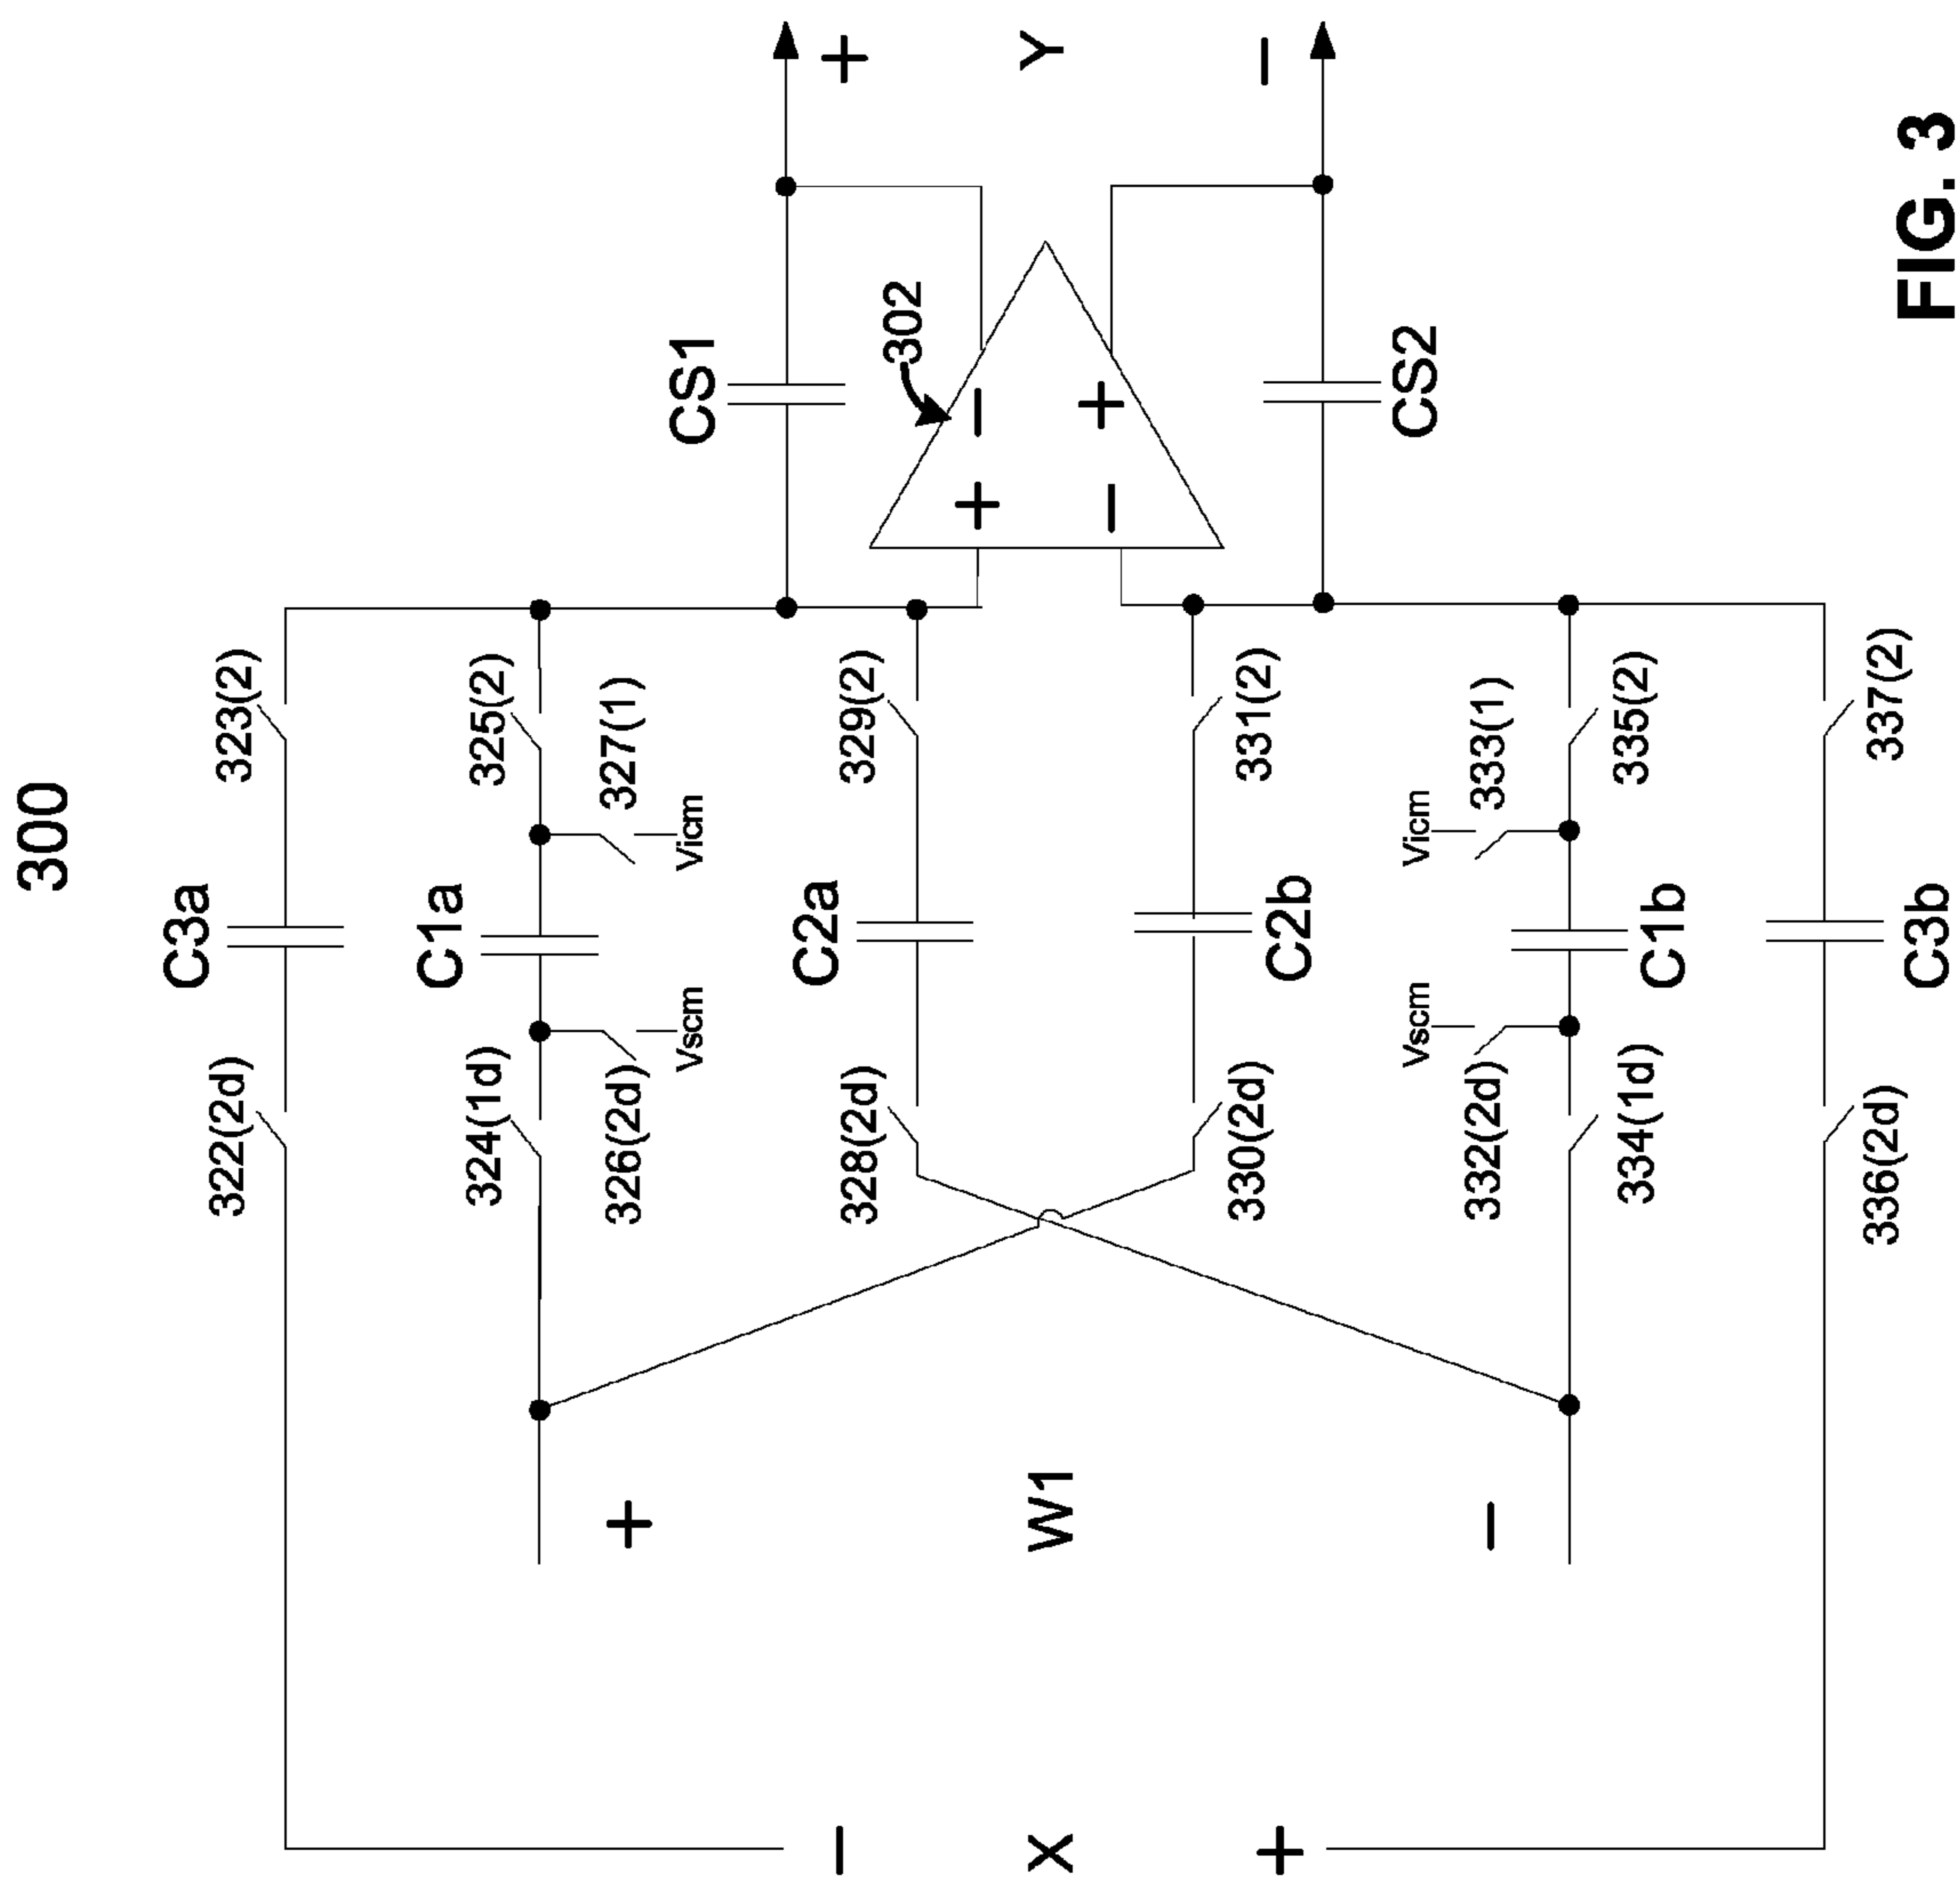 300
C3a
322(2d)
323(2)
C1a
324(1d)
325(2)
326(2d)
Vscm
327(1)
Vicm
CS1
C2a
328(2d)
329(2)
302
+
-
-
+
+
Y
-
+
W1
-
-
X
+
C2b
330(2d)
331(2)
CS2
Vscm
332(2d)
Vicm
333(1)
C1b
334(1d)
335(2)
C3b
336(2d)
337(2)
FIG. 3